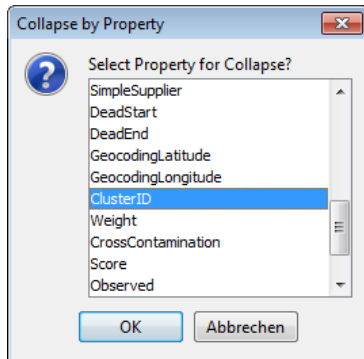 Collapse by Property
Select Property for Collapse?
SimpleSupplier
DeadStart
DeadEnd
GeocodingLatitude
GeocodingLongitude
ClusterID
Weight
CrossContamination
Score
Observed
OK
Abbrechen